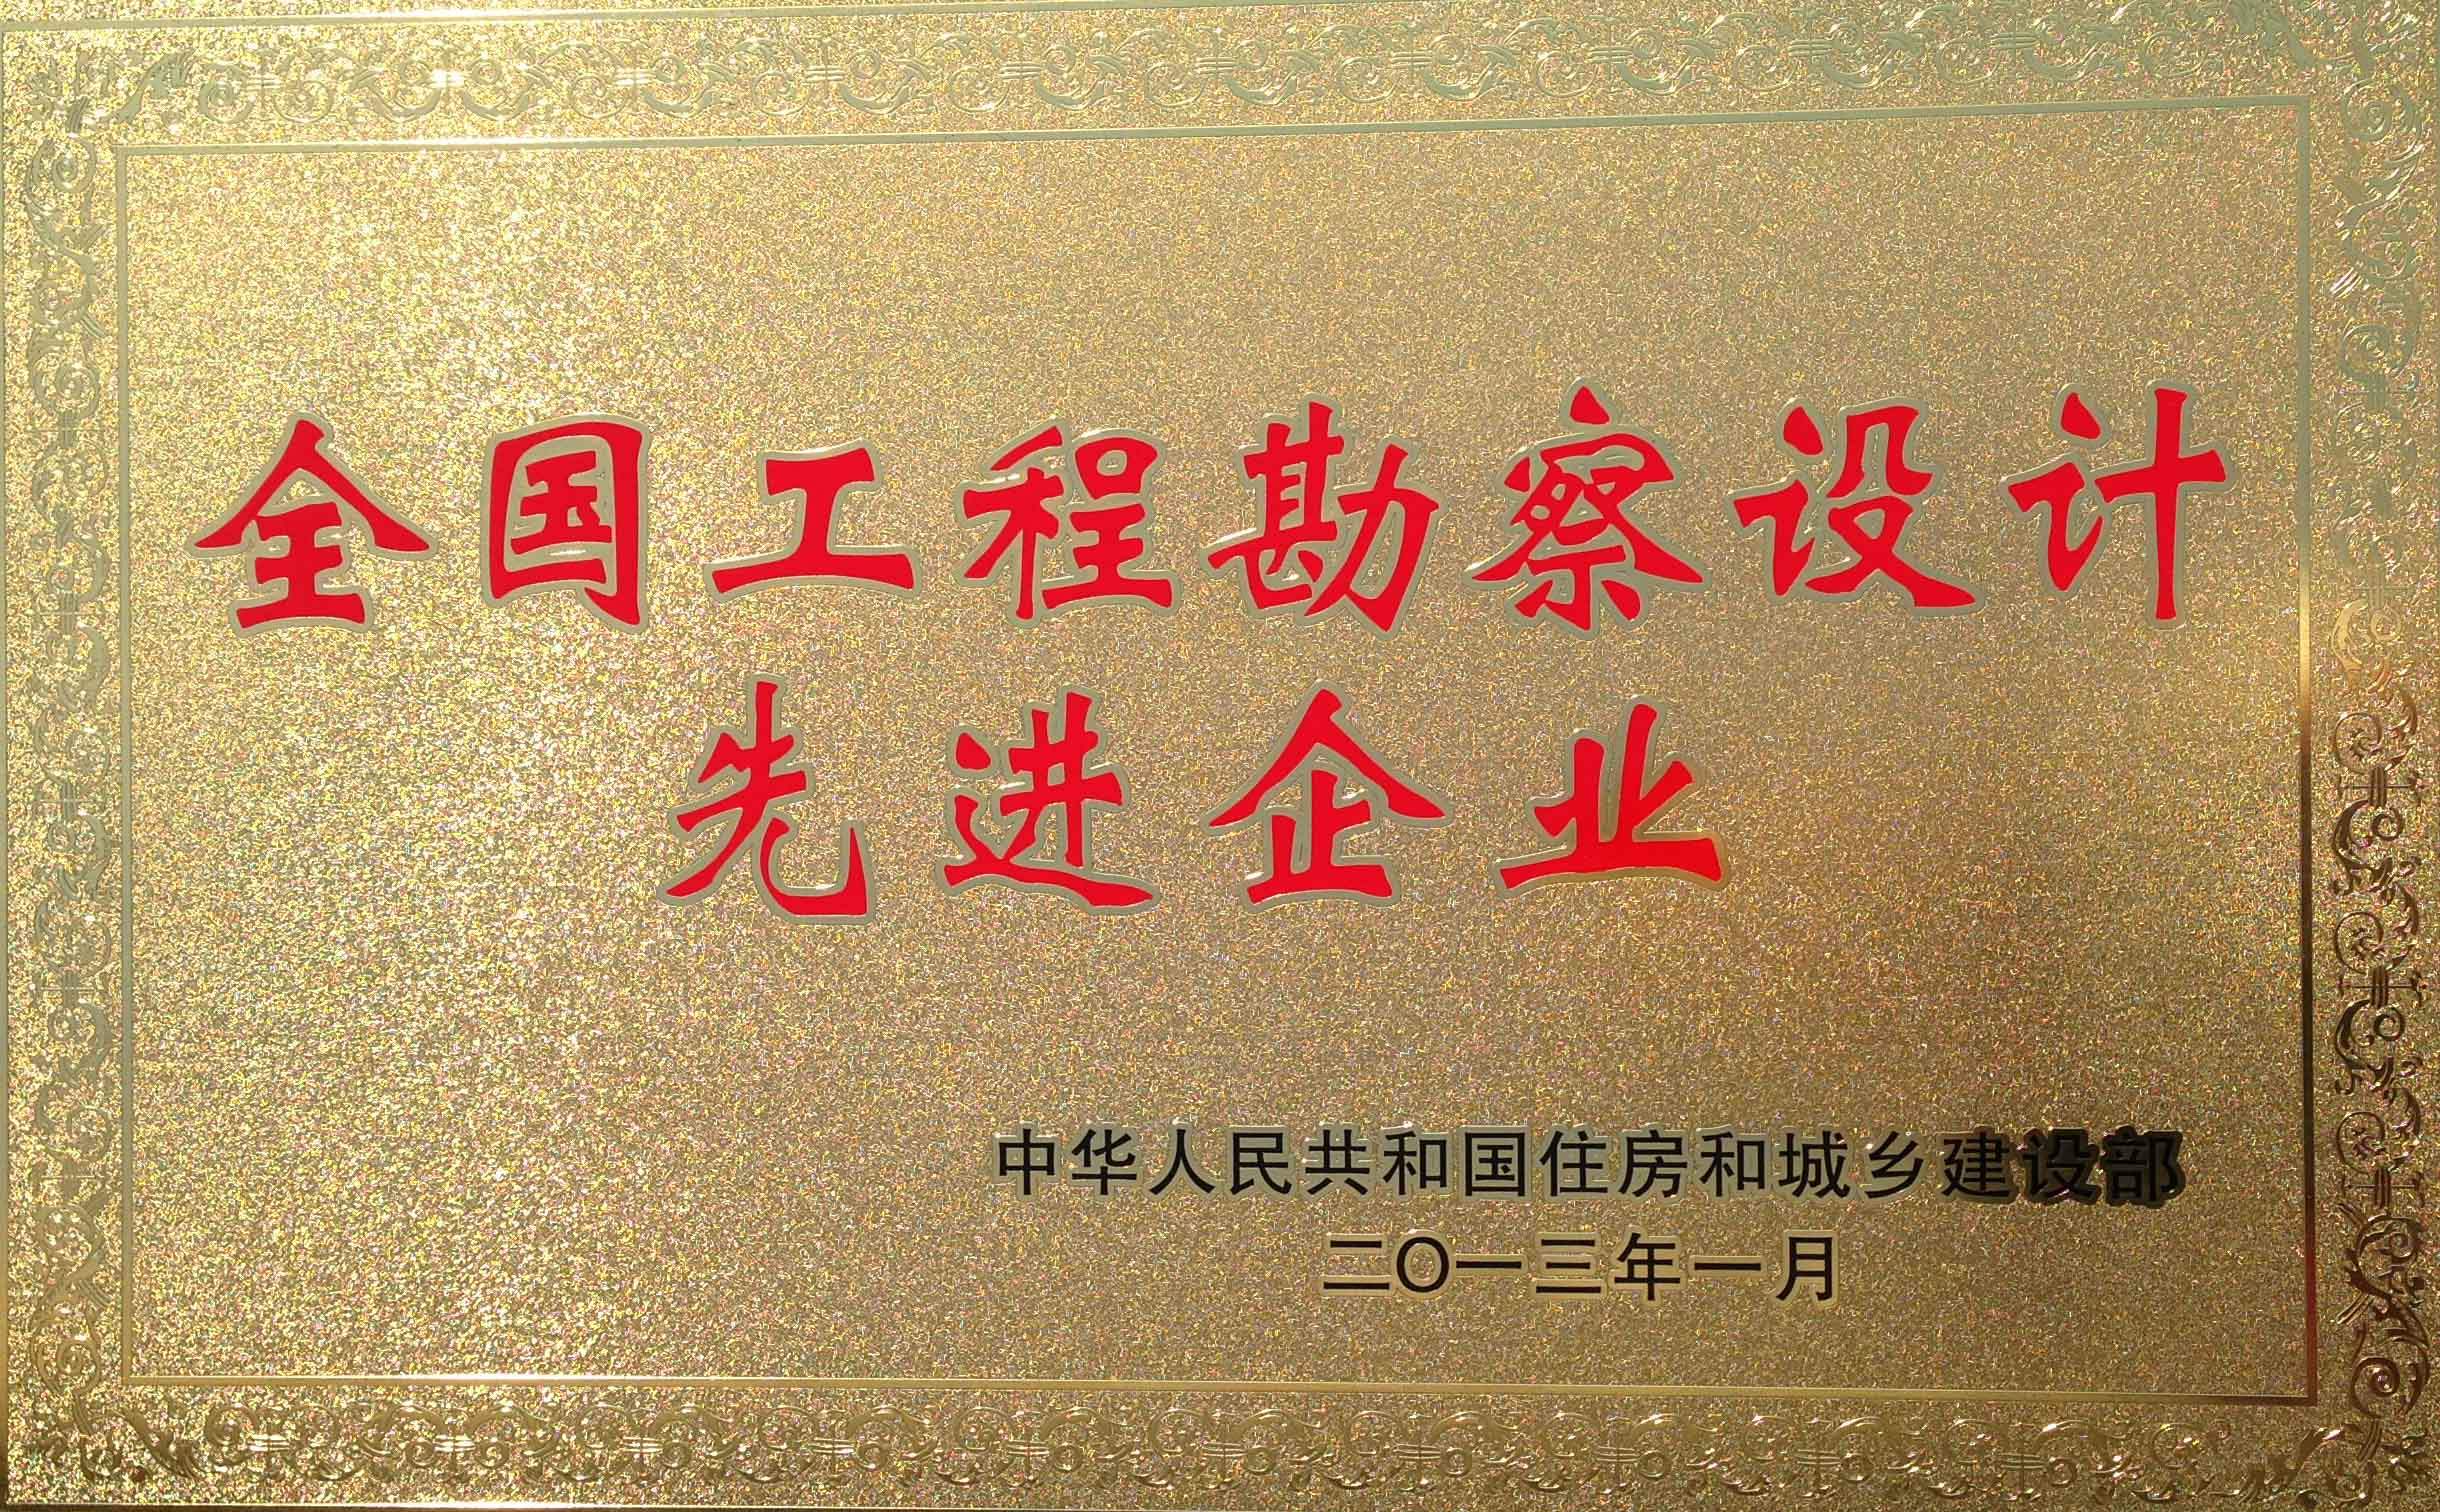 全国工程勘察设计
先进企业
中华人民共和国住房和城乡建设部
二〇一三年一月